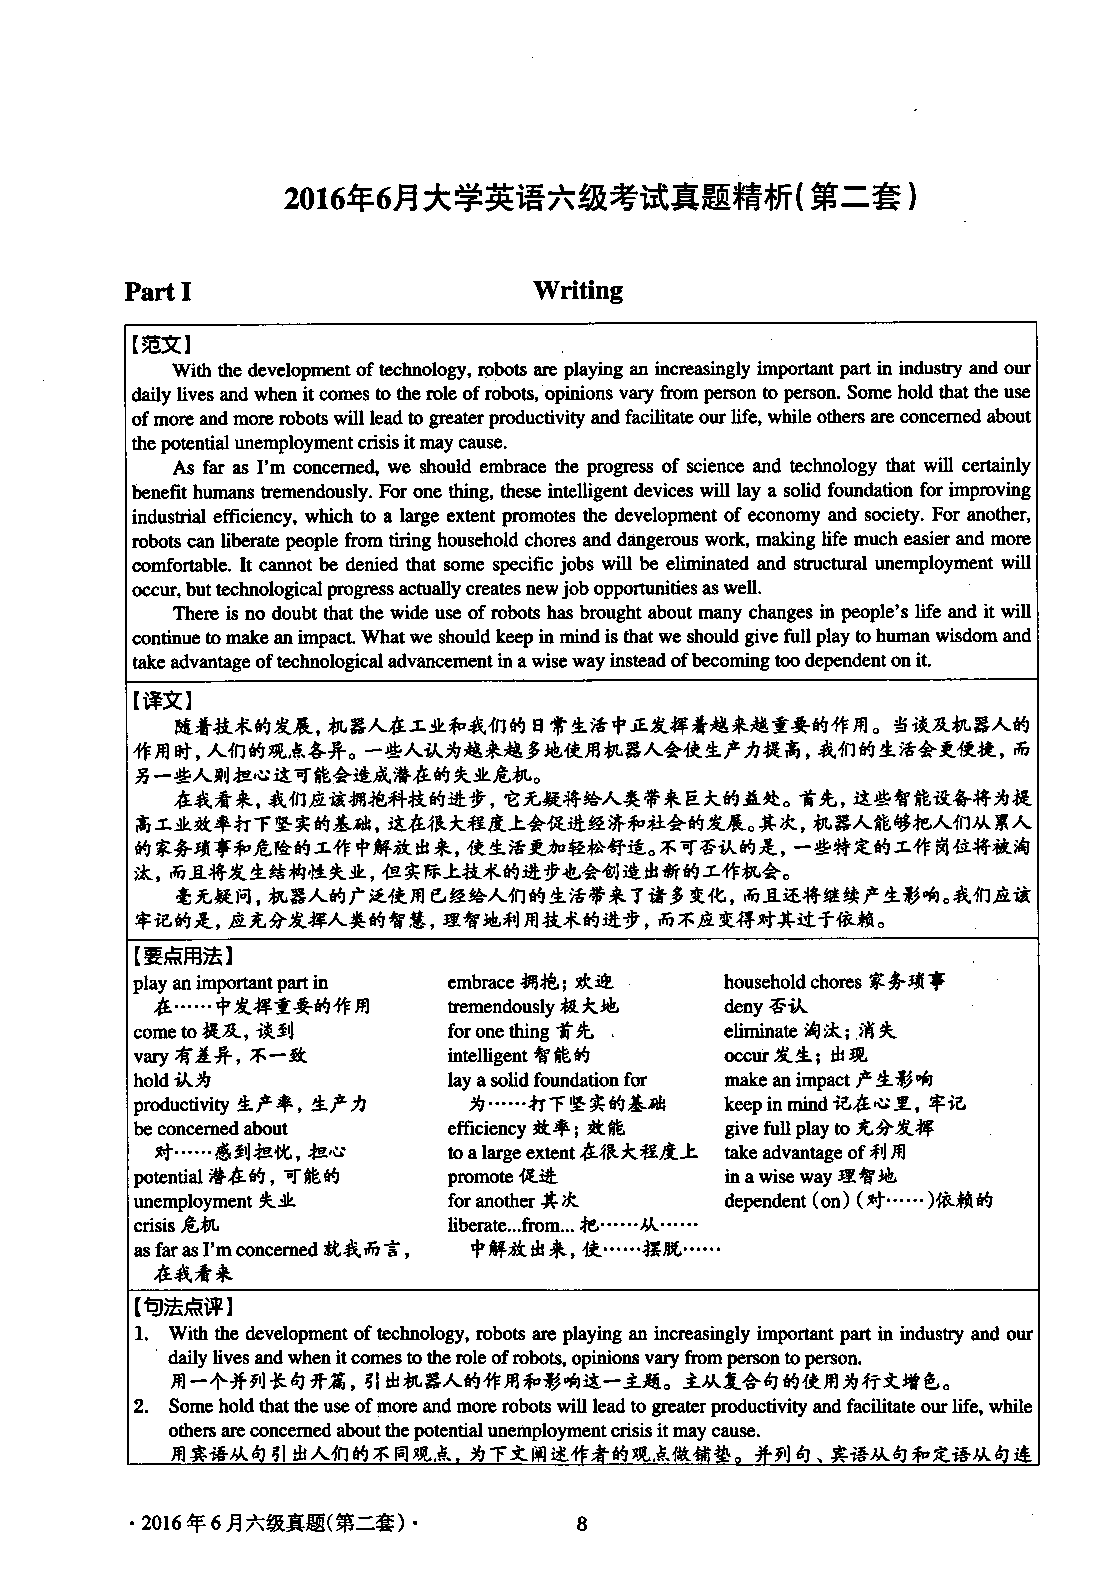 2016年6月大学英语六级考试真题精析(第二套)
Part I Writing
【范文】
With the development of technology, robots are playing an increasingly important part in industry and our
daily lives and when it comes to the role of robots, opinions vary from person to person. Some hold that the use
of more and more robots will lead to greater productivity and facilitate our life, while others are concerned about
the potential unemployment crisis it may cause.
As far as I'm concerned, we should embrace the progress of science and technology that will certainly
benefit humans tremendously. For one thing, these intelligent devices will lay a solid foundation for improving
industrial efficiency, which to a large extent promotes the development of economy and society. For another,
robots can liberate people from tiring household chores and dangerous work, making life much easier and more
comfortable. It cannot be denied that some specific jobs will be eliminated and structural unemployment will
occur, but technological progress actually creates new job opportunities as well.
There is no doubt that the wide use of robots has brought about many changes in people's life and it will
continue to make an impact. What we should keep in mind is that we should give full play to human wisdom and
take advantage of technological advancement in a wise way instead of becoming too dependent on it.
【译文】
随着技术的发展，机器人在工业和我们的日常生活中正发挥着越来越重要的作用。当谈及机器人的
作用时，人们的观点各异。一些人认为越来越多地使用机器人会使生产力提高，我们的生活会更便捷，而
另一些人则担心这可能会造成潜在的失业危机。
在我看来，我们应该拥抱科技的进步，它无疑将给人类带来巨大的益处。首先，这些智能设备将为提
高工业效率打下坚实的基础，这在很大程度上会促进经济和社会的发展。其次，机器人能够把人们从累人
的家务琐事和危险的工作中解放出来，使生活更加轻松舒适。不可否认的是，一些特定的工作岗位将被淘
汰，而且将发生结构性失业，但实际上技术的进步也会创造出新的工作机会。
毫无疑问，机器人的广泛使用已经给人们的生活带来了诸多变化，而且还将继续产生影响。我们应该
牢记的是，应充分发挥人类的智慧，理智地利用技术的进步，而不应变得对其过于依赖。
【要点用法】
play an important part in
在……中发挥重要的作用
come to 提及，谈到
vary 有差异，不一致
hold 认为
productivity 生产率，生产力
be concerned about
对……感到担忧，担心
potential 潜在的，可能的
unemployment 失业
crisis 危机
as far as I'm concerned 就我而言，
在我看来
embrace 拥抱；欢迎
tremendously 极大地
for one thing 首先
intelligent 智能的
lay a solid foundation for
为……打下坚实的基础
efficiency 效率；效能
to a large extent 在很大程度上
promote 促进
for another 其次
liberate...from... 把……从……
中解放出来，使……摆脱……
household chores 家务琐事
deny 否认
eliminate 淘汰；消失
occur 发生；出现
make an impact 产生影响
keep in mind 记在心里，牢记
give full play to 充分发挥
take advantage of 利用
in a wise way 理智地
dependent (on) (对……)依赖的
【句法点评】
1. With the development of technology, robots are playing an increasingly important part in industry and our
daily lives and when it comes to the role of robots, opinions vary from person to person.
用一个并列长句开篇，引出机器人的作用和影响这一主题。主从复合句的使用为行文增色。
2. Some hold that the use of more and more robots will lead to greater productivity and facilitate our life, while
others are concerned about the potential unemployment crisis it may cause.
用宾语从句引出人们的不同观点，为下文阐述作者的观点做铺垫。并列句、宾语从句和定语从句连
·2016年6月六级真题(第二套)· 8